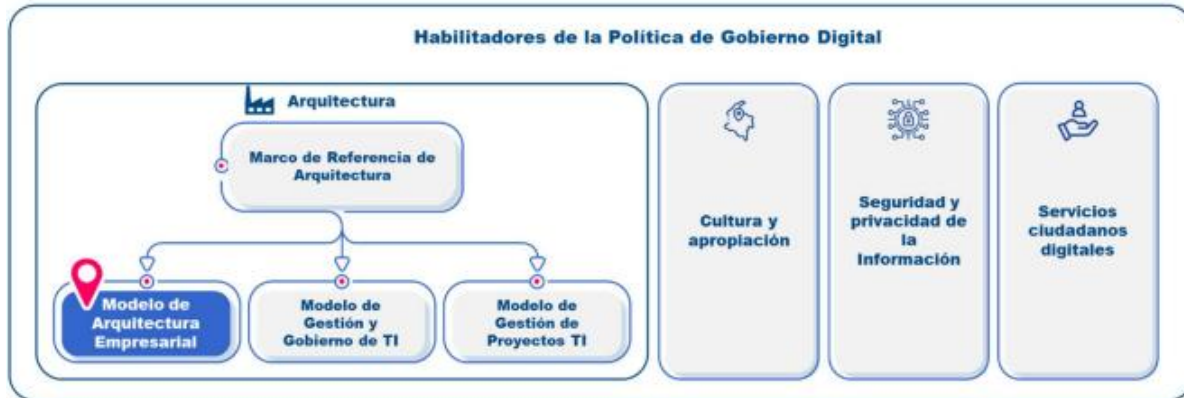 Habilitadores de la Política de Gobierno Digital
Arquitectura
Marco de Referencia de
Arquitectura
Modelo de
Arquitectura
Empresarial
Modelo de
Gestión y
Gobierno de TI
Modelo de
Gestión de
Proyectos TI
Cultura y
apropiación
Seguridad y
privacidad de
la
Información
Servicios
ciudadanos
digitales